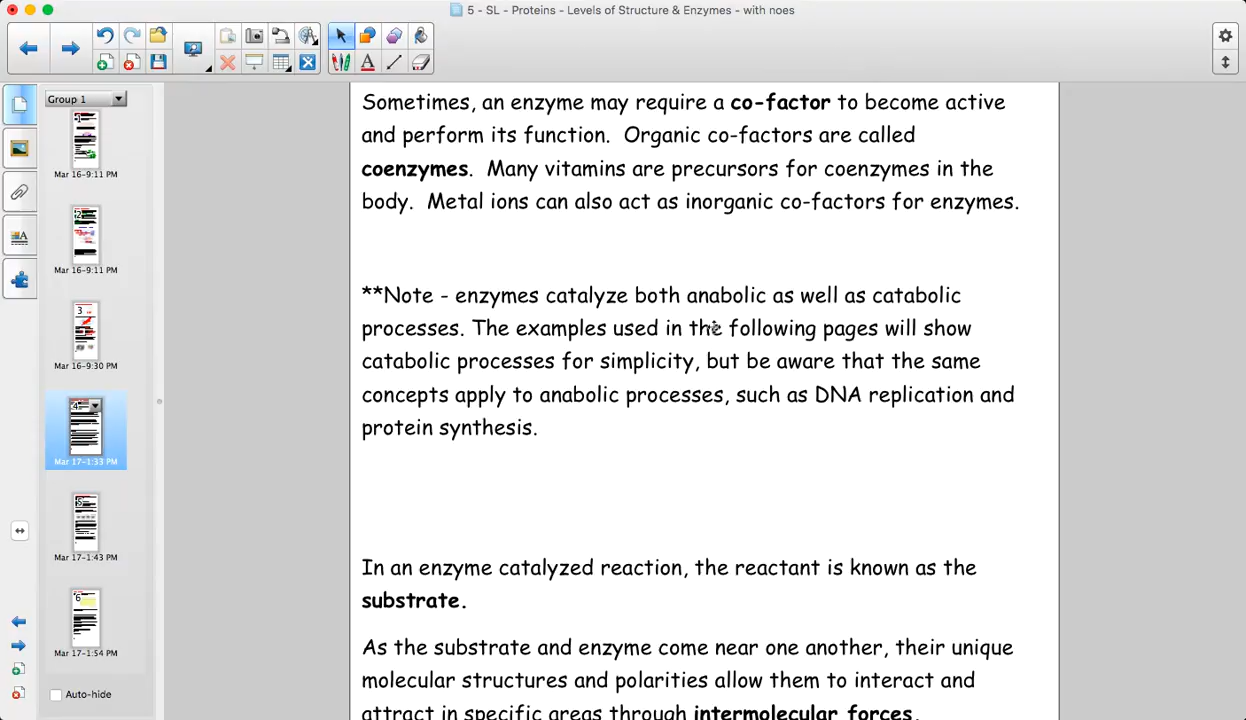 5 - SL - Proteins - Levels of Structure & Enzymes - with noes
Group 1
1
Mar 16-9:11 PM
2
Mar 16-9:11 PM
3
Mar 16-9:30 PM
4
Mar 17-1:33 PM
5
Mar 17-1:43 PM
6
Mar 17-1:54 PM
Auto-hide
Sometimes, an enzyme may require a co-factor to become active
and perform its function. Organic co-factors are called
coenzymes. Many vitamins are precursors for coenzymes in the
body. Metal ions can also act as inorganic co-factors for enzymes.
**Note - enzymes catalyze both anabolic as well as catabolic
processes. The examples used in the following pages will show
catabolic processes for simplicity, but be aware that the same
concepts apply to anabolic processes, such as DNA replication and
protein synthesis.
In an enzyme catalyzed reaction, the reactant is known as the
substrate.
As the substrate and enzyme come near one another, their unique
molecular structures and polarities allow them to interact and
attract in specific areas through intermolecular forces.